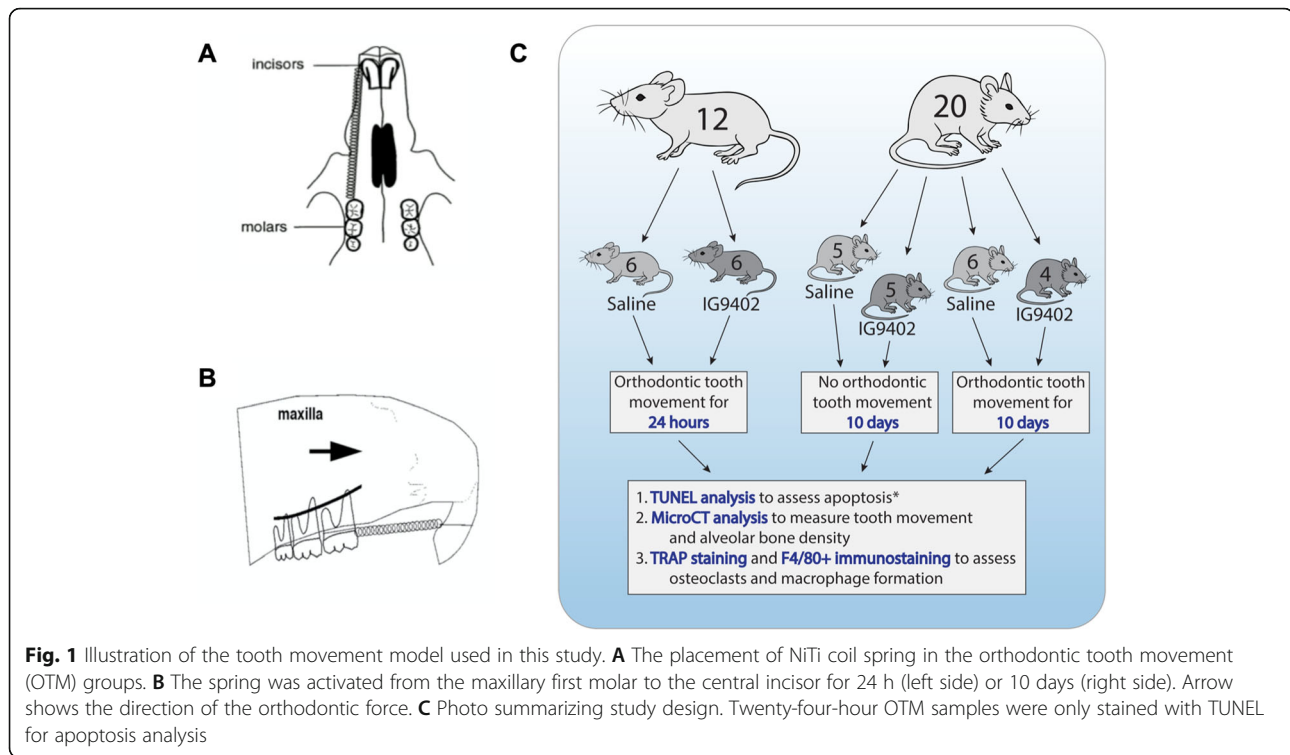 A
incisors
molars
B
maxilla
C
12
20
6
Saline
6
IG9402
5
Saline
5
IG9402
6
Saline
4
IG9402
Orthodontic tooth
movement for
24 hours
No orthodontic
tooth movement
10 days
Orthodontic tooth
movement for
10 days
1. TUNEL analysis to assess apoptosis*
2. MicroCT analysis to measure tooth movement
and alveolar bone density
3. TRAP staining and F4/80+ immunostaining to assess
osteoclasts and macrophage formation
Fig. 1 Illustration of the tooth movement model used in this study. A The placement of NiTi coil spring in the orthodontic tooth movement
(OTM) groups. B The spring was activated from the maxillary first molar to the central incisor for 24 h (left side) or 10 days (right side). Arrow
shows the direction of the orthodontic force. C Photo summarizing study design. Twenty-four-hour OTM samples were only stained with TUNEL
for apoptosis analysis